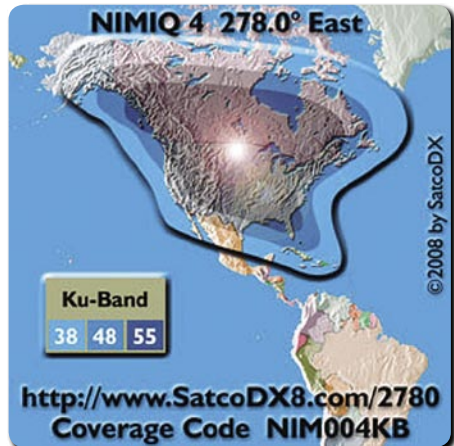 NIMIQ 4 278.0° East
©2008 by SatcoDX
Ku-Band
38 48 55
http://www.SatcoDX8.com/2780
Coverage Code NIM004KB